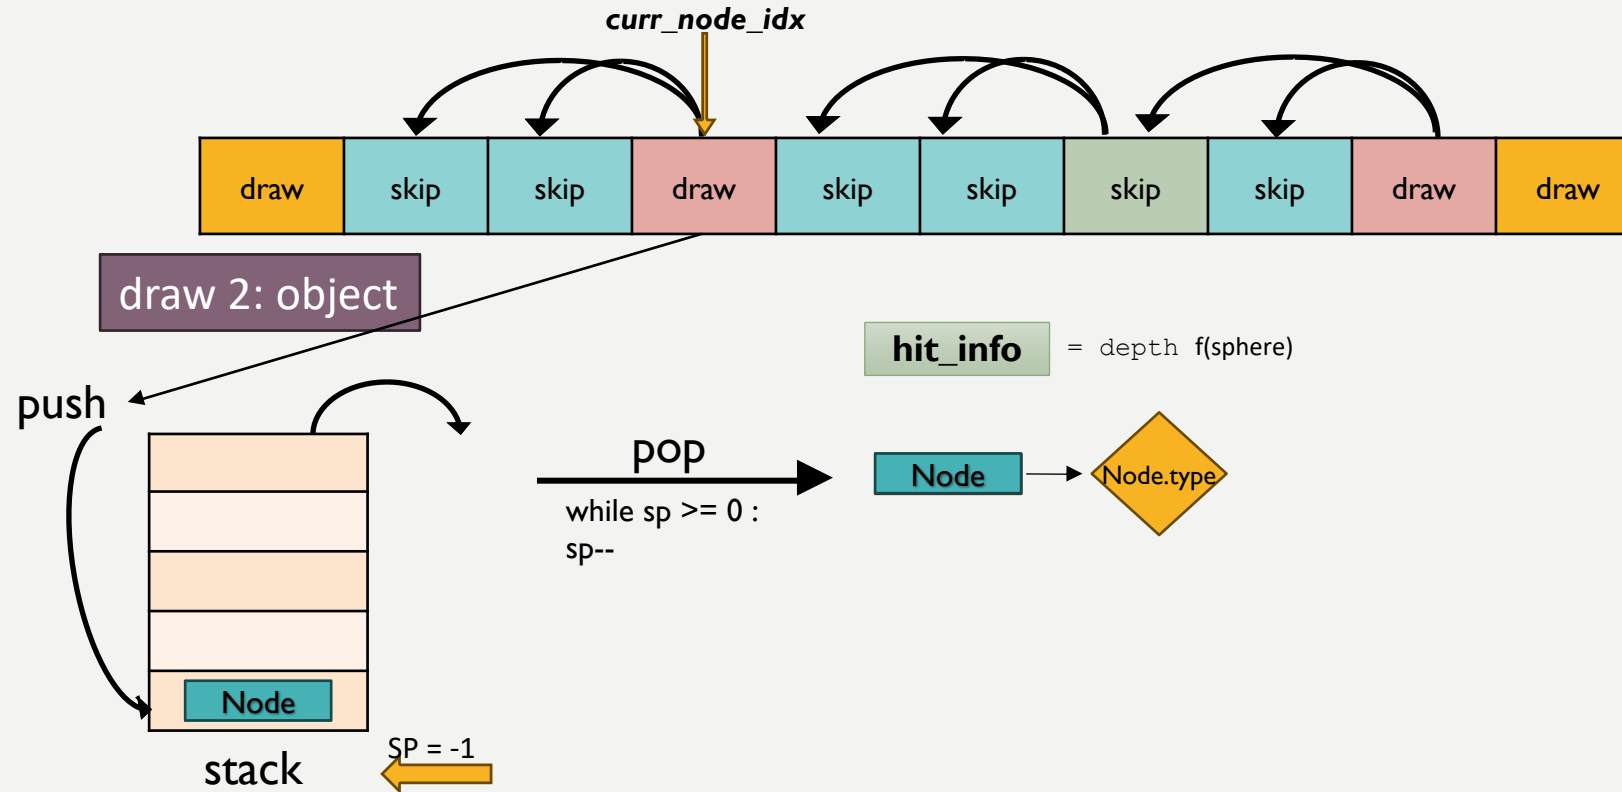 curr_node_idx
draw skip skip draw skip skip skip skip draw draw
draw 2: object
hit_info = depth f(sphere)
push
pop
while sp >= 0 :
sp--
Node
Node.type
Node
SP = -1
stack